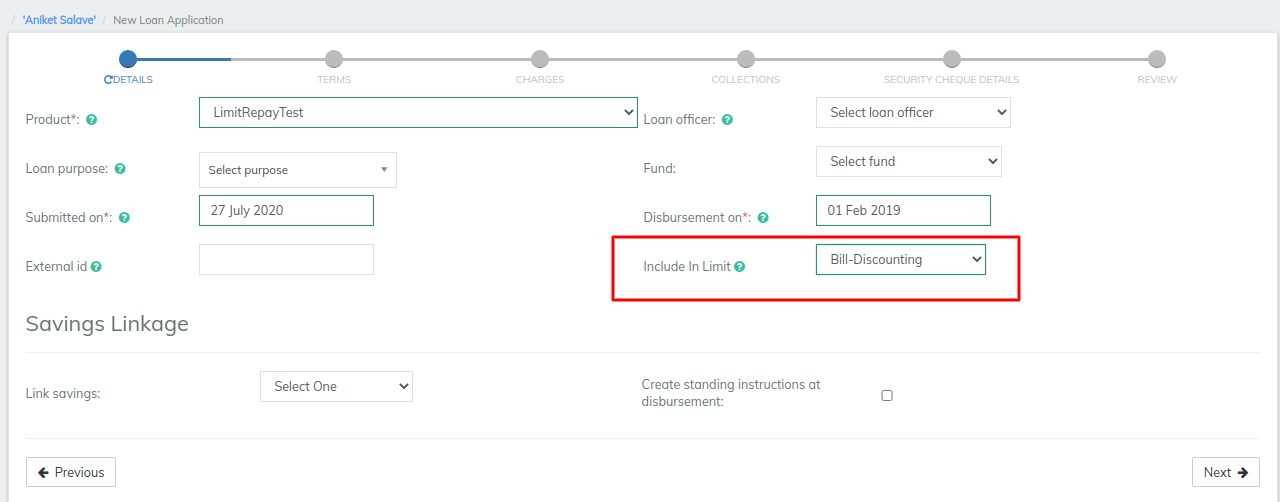 / 'Aniket Salave' / New Loan Application
DETAILS TERMS CHARGES COLLECTIONS SECURITY CHEQUE DETAILS REVIEW
Product*: ? LimitRepayTest Loan officer: ? Select loan officer
Loan purpose: ? Select purpose Fund: Select fund
Submitted on*: ? 27 July 2020 Disbursement on*: ? 01 Feb 2019
External id ? Include In Limit ? Bill-Discounting
Savings Linkage
Link savings: Select One Create standing instructions at
disbursement:
Previous Next